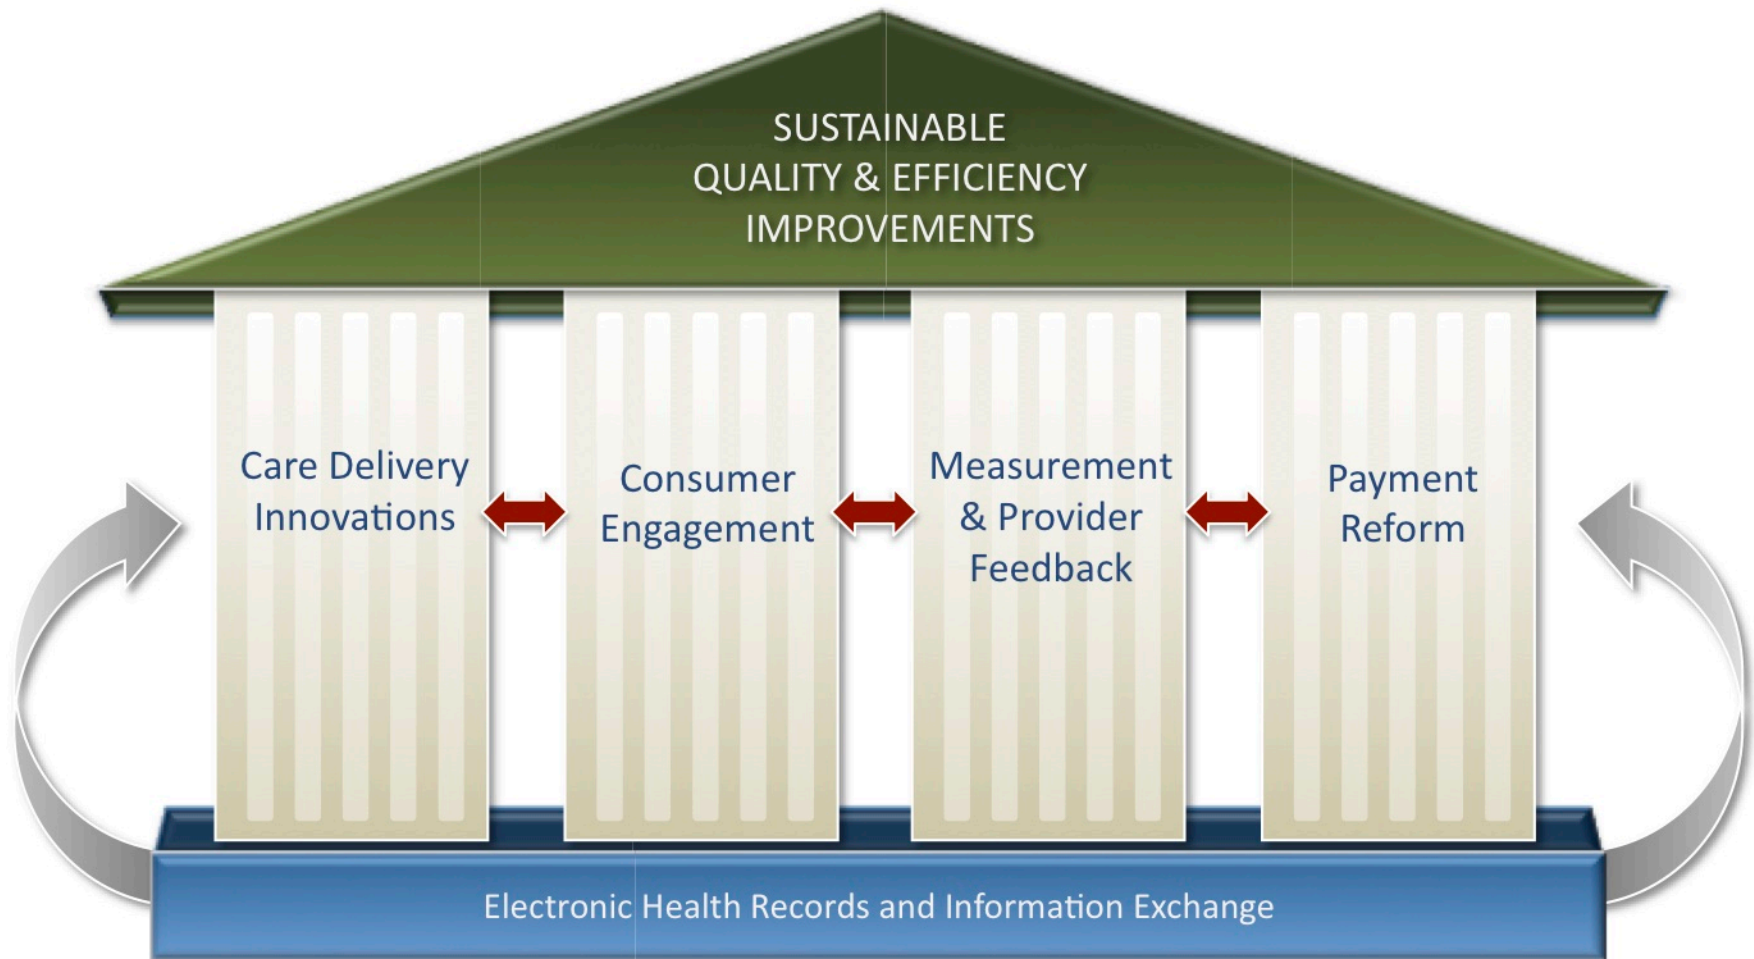 SUSTAINABLE
QUALITY & EFFICIENCY
IMPROVEMENTS
Care Delivery
Innovations
Consumer
Engagement
Measurement
& Provider
Feedback
Payment
Reform
Electronic Health Records and Information Exchange